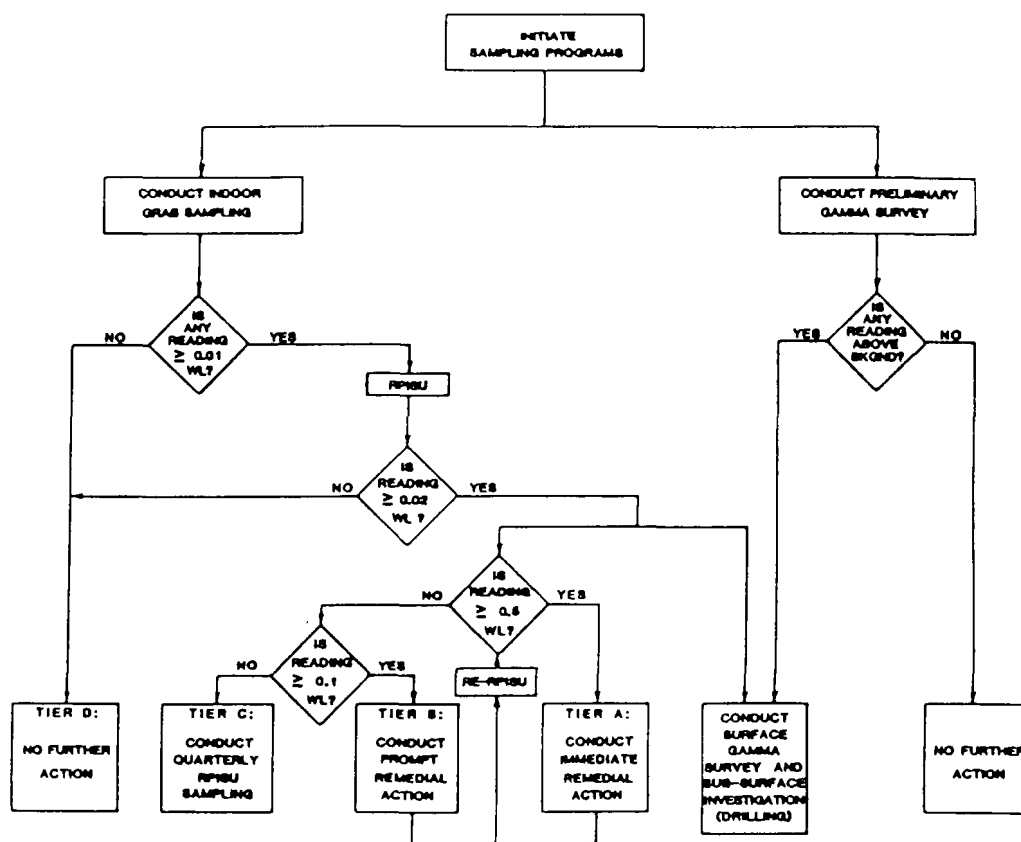 INITIATE
SAMPLING PROGRAMS
CONDUCT INDOOR
GRAB SAMPLING
CONDUCT PRELIMINARY
GAMMA SURVEY
IS
ANY
READING
≥ 0.01
WL?
NO
YES
IS
ANY
READING
ABOVE
BKGND?
YES
NO
RPISU
IS
READING
≥ 0.02
WL ?
NO
YES
IS
READING
≥ 0.5
WL?
NO
YES
IS
READING
≥ 0.1
WL?
NO
YES
RE-RPISU
TIER D:
NO FURTHER
ACTION
TIER C:
CONDUCT
QUARTERLY
RPISU
SAMPLING
TIER B:
CONDUCT
PROMPT
REMEDIAL
ACTION
TIER A:
CONDUCT
IMMEDIATE
REMEDIAL
ACTION
CONDUCT
SURFACE
GAMMA
SURVEY AND
SUB-SURFACE
INVESTIGATION
(DRILLING)
NO FURTHER
ACTION